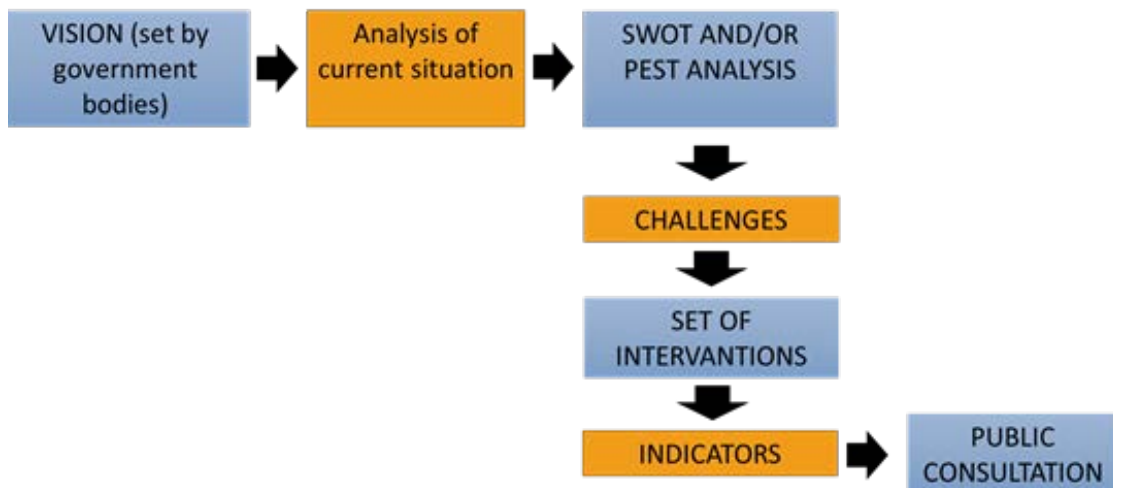 VISION (set by
government
bodies)
Analysis of
current situation
SWOT AND/OR
PEST ANALYSIS
CHALLENGES
SET OF
INTERVANTIONS
INDICATORS
PUBLIC
CONSULTATION